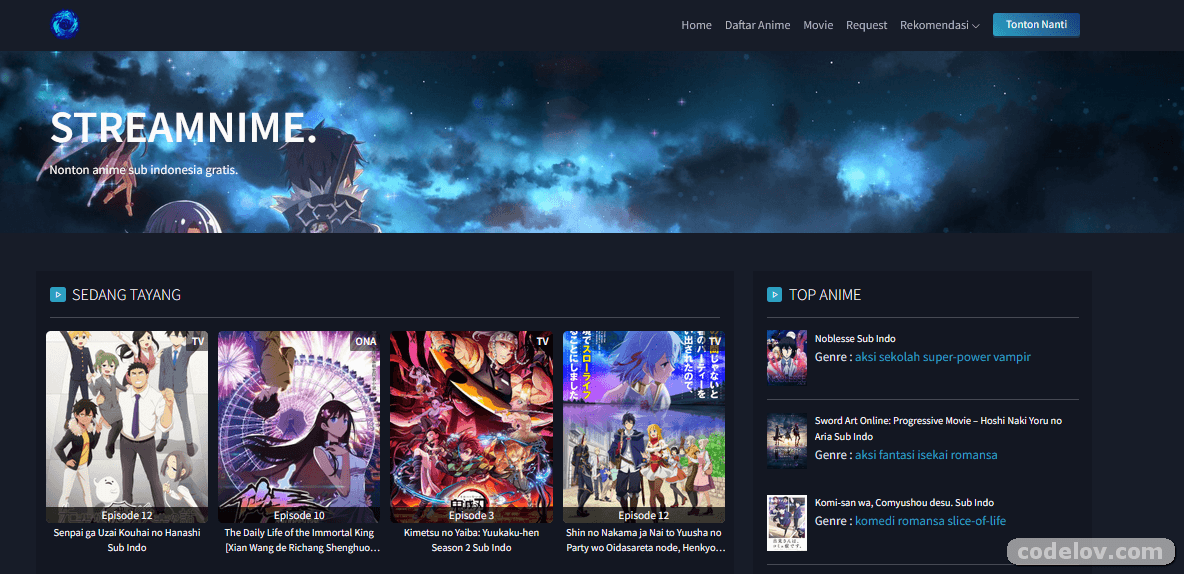 Home Daftar Anime Movie Request Rekomendasi Tonton Nanti
STREAMNIME.
Nonton anime sub indonesia gratis.
SEDANG TAYANG
TV
Episode 12
Senpai ga Uzai Kouhai no Hanashi
Sub Indo
ONA
Episode 10
The Daily Life of the Immortal King
[Xian Wang de Richang Shenghuo…
TV
Episode 3
Kimetsu no Yaiba: Yuukaku-hen
Season 2 Sub Indo
TV
Episode 12
Shin no Nakama ja Nai to Yuusha no
Party wo Oidasareta node, Henkyo…
TOP ANIME
Noblesse Sub Indo
Genre : aksi sekolah super-power vampir
Sword Art Online: Progressive Movie – Hoshi Naki Yoru no
Aria Sub Indo
Genre : aksi fantasi isekai romansa
Komi-san wa, Comyushou desu. Sub Indo
Genre : komedi romansa slice-of-life
codelov.com